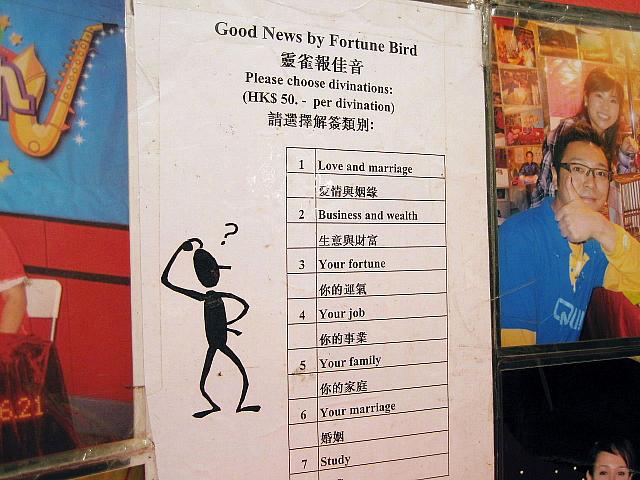 Good News by Fortune Bird
靈雀報佳音
Please choose divinations:
(HK$ 50. - per divination)
請選擇解簽類別:
?
1 Love and marriage
愛情與姻緣
2 Business and wealth
生意與財富
3 Your fortune
你的運氣
4 Your job
你的事業
5 Your family
你的家庭
6 Your marriage
婚姻
7 Study
6.21